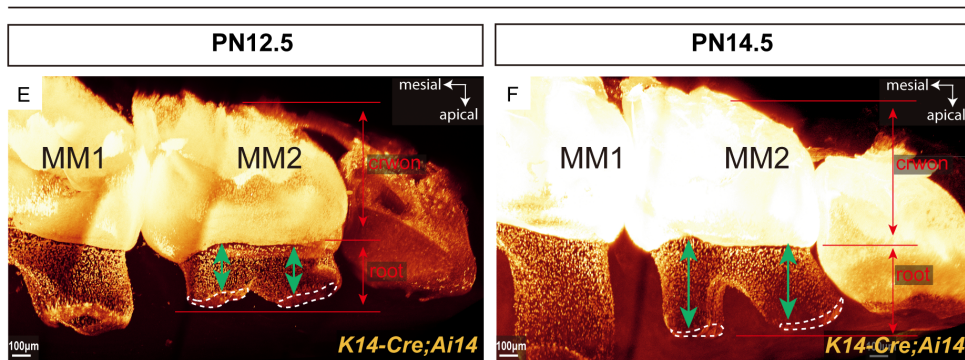 PN12.5
PN14.5
E
mesial
apical
MM1
MM2
crwon
root
100μm
K14-Cre;Ai14
F
mesial
apical
MM1
MM2
crwon
root
100μm
K14-Cre;Ai14